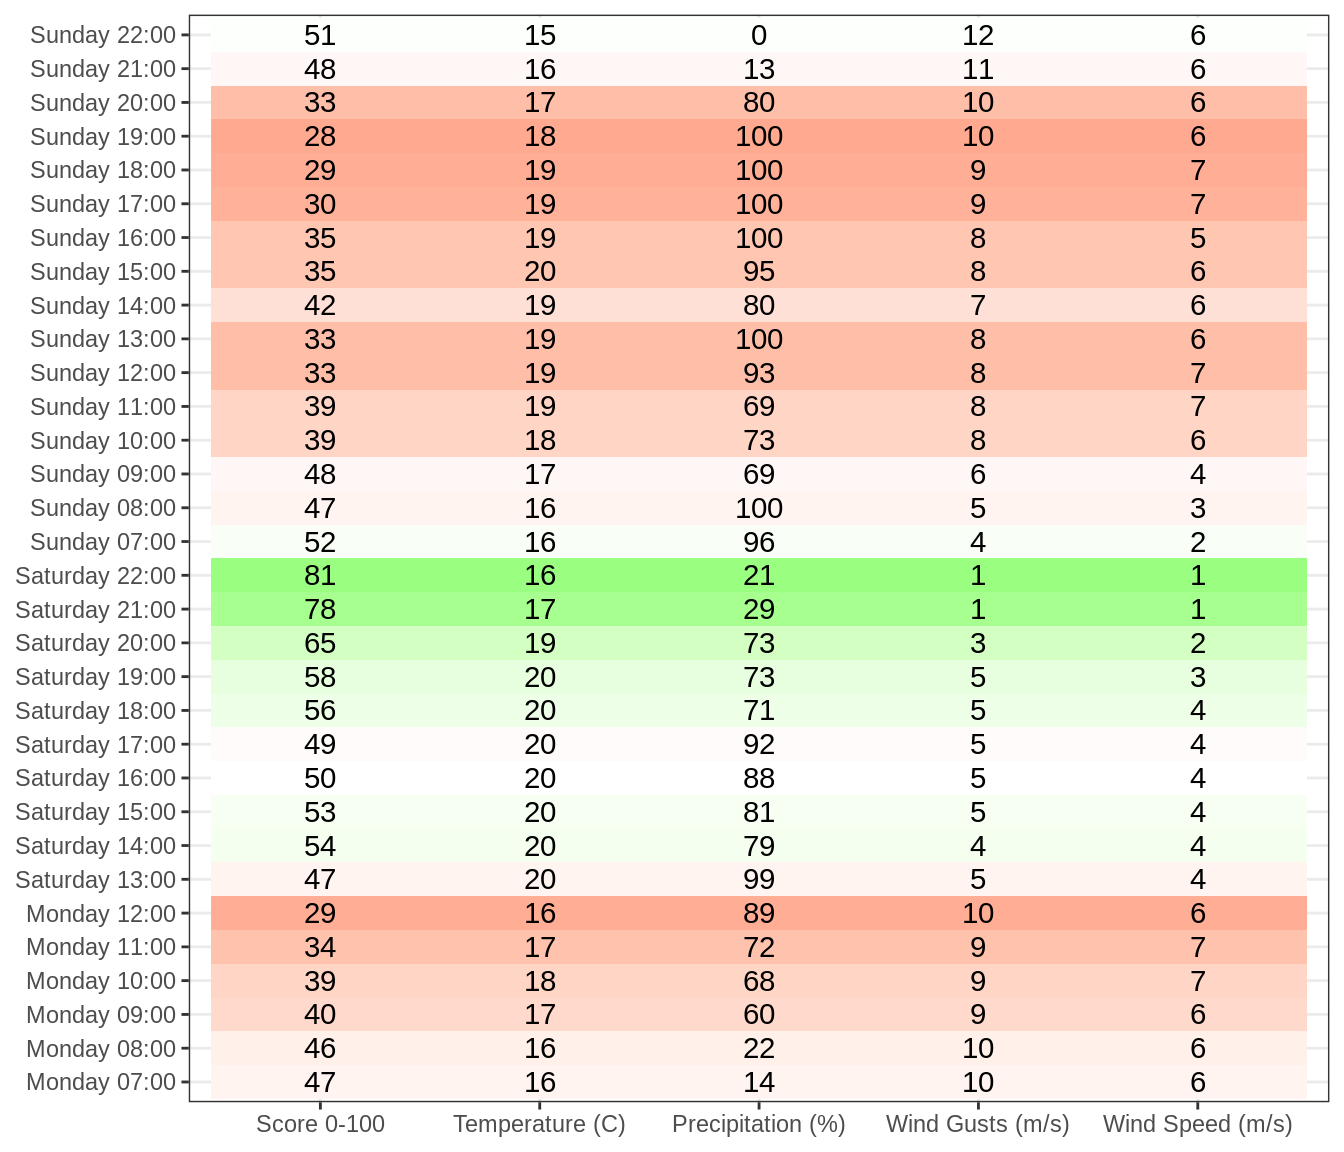 Sunday 22:00 51 15 0 12 6
Sunday 21:00 48 16 13 11 6
Sunday 20:00 33 17 80 10 6
Sunday 19:00 28 18 100 10 6
Sunday 18:00 29 19 100 9 7
Sunday 17:00 30 19 100 9 7
Sunday 16:00 35 19 100 8 5
Sunday 15:00 35 20 95 8 6
Sunday 14:00 42 19 80 7 6
Sunday 13:00 33 19 100 8 6
Sunday 12:00 33 19 93 8 7
Sunday 11:00 39 19 69 8 7
Sunday 10:00 39 18 73 8 6
Sunday 09:00 48 17 69 6 4
Sunday 08:00 47 16 100 5 3
Sunday 07:00 52 16 96 4 2
Saturday 22:00 81 16 21 1 1
Saturday 21:00 78 17 29 1 1
Saturday 20:00 65 19 73 3 2
Saturday 19:00 58 20 73 5 3
Saturday 18:00 56 20 71 5 4
Saturday 17:00 49 20 92 5 4
Saturday 16:00 50 20 88 5 4
Saturday 15:00 53 20 81 5 4
Saturday 14:00 54 20 79 4 4
Saturday 13:00 47 20 99 5 4
Monday 12:00 29 16 89 10 6
Monday 11:00 34 17 72 9 7
Monday 10:00 39 18 68 9 7
Monday 09:00 40 17 60 9 6
Monday 08:00 46 16 22 10 6
Monday 07:00 47 16 14 10 6
Score 0-100 Temperature (C) Precipitation (%) Wind Gusts (m/s) Wind Speed (m/s)